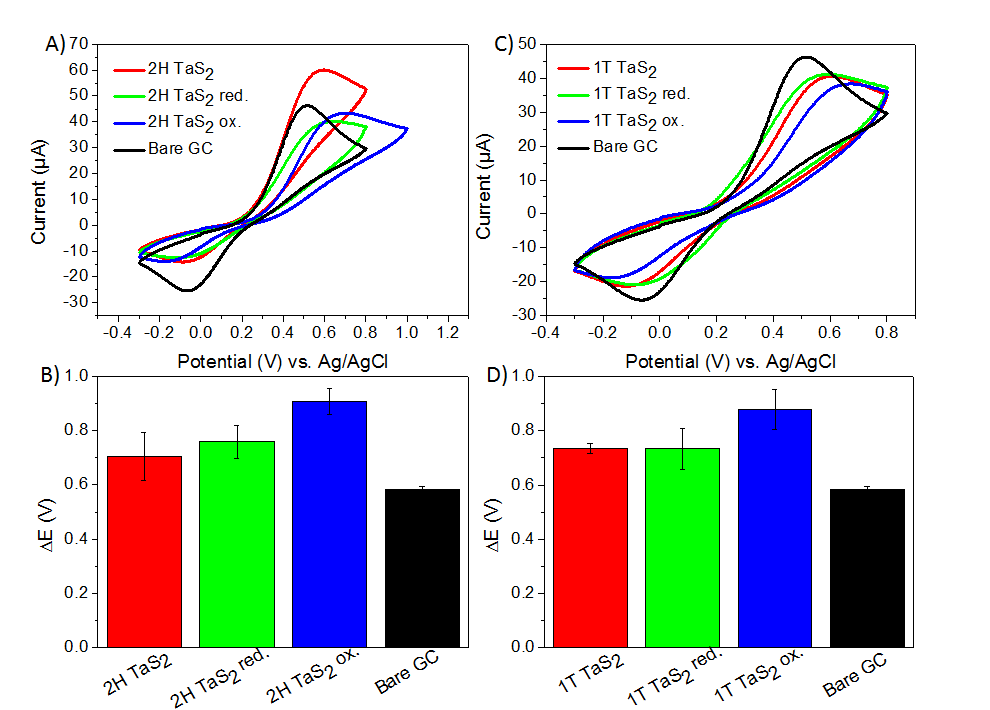 A)
70
60
50
40
30
20
10
0
-10
-20
-30
Current (µA)
2H TaS2
2H TaS2 red.
2H TaS2 ox.
Bare GC
-0.4 -0.2 0.0 0.2 0.4 0.6 0.8 1.0 1.2
Potential (V) vs. Ag/AgCl
C)
50
40
30
20
10
0
-10
-20
-30
Current (µA)
1T TaS2
1T TaS2 red.
1T TaS2 ox.
Bare GC
-0.4 -0.2 0.0 0.2 0.4 0.6 0.8
Potential (V) vs. Ag/AgCl
B)
1.0
0.8
0.6
0.4
0.2
0.0
ΔE (V)
2H TaS2
2H TaS2 red.
2H TaS2 ox.
Bare GC
D)
1.0
0.8
0.6
0.4
0.2
0.0
ΔE (V)
1T TaS2
1T TaS2 red.
1T TaS2 ox.
Bare GC